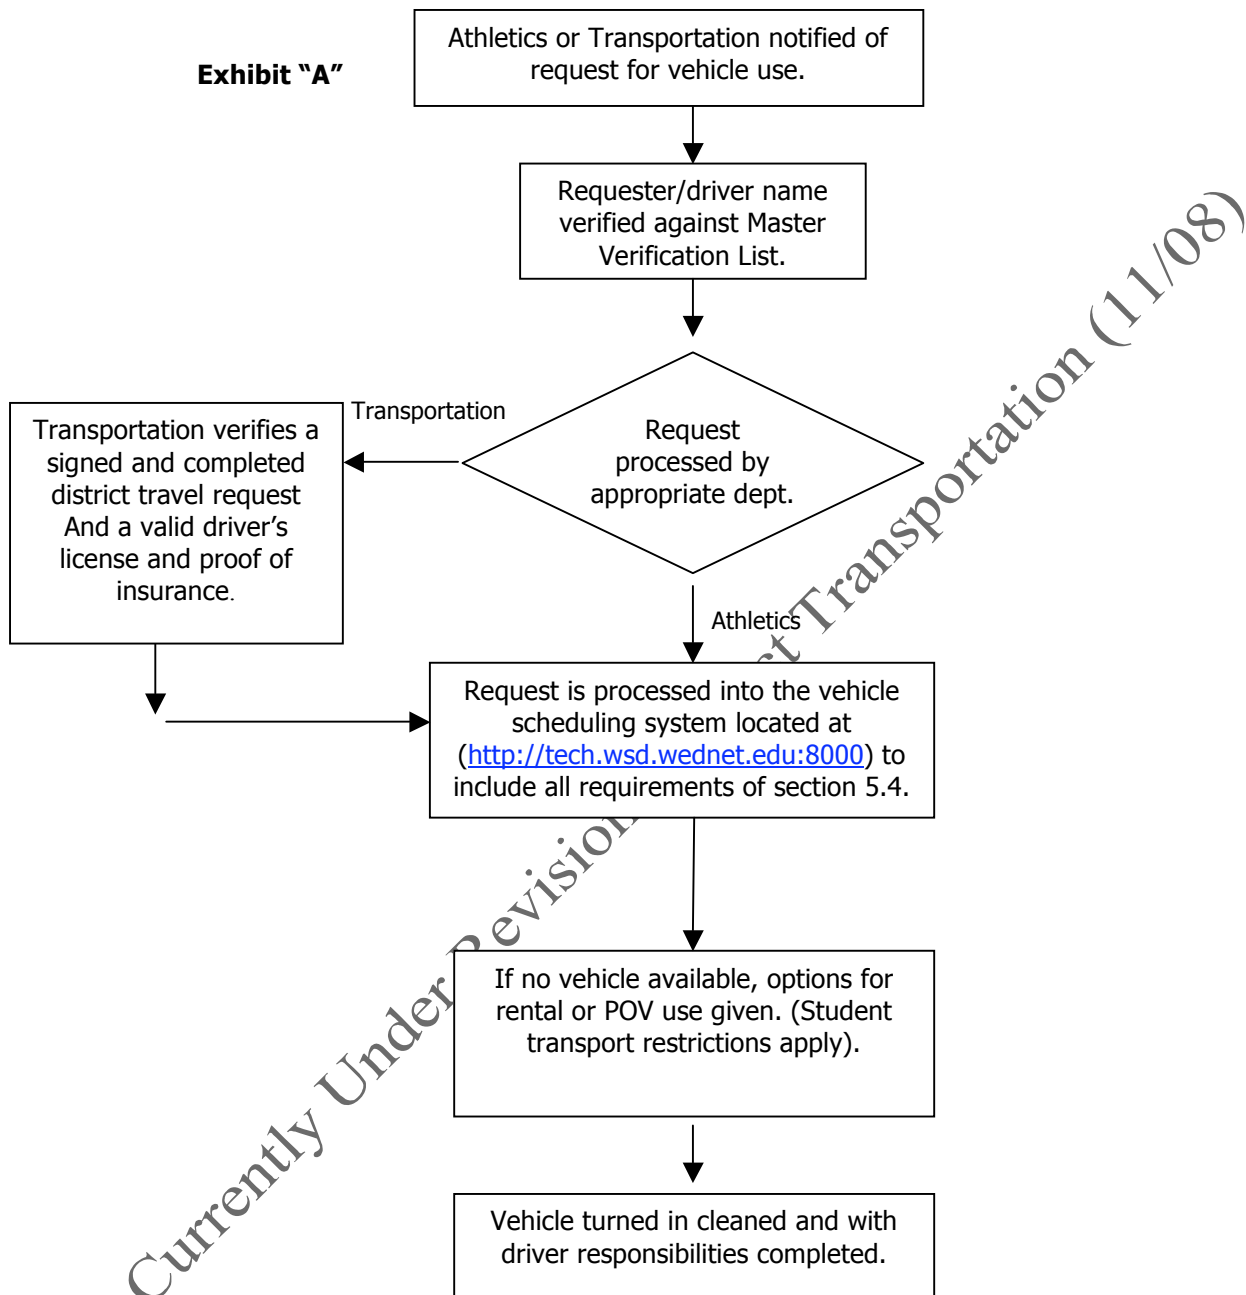 Exhibit “A”
Athletics or Transportation notified of
request for vehicle use.
Requester/driver name
verified against Master
Verification List.
Request
processed by
appropriate dept.
Transportation
Transportation verifies a
signed and completed
district travel request
And a valid driver’s
license and proof of
insurance.
Athletics
Request is processed into the vehicle
scheduling system located at
(http://tech.wsd.wednet.edu:8000) to
include all requirements of section 5.4.
If no vehicle available, options for
rental or POV use given. (Student
transport restrictions apply).
Vehicle turned in cleaned and with
driver responsibilities completed.
Currently Under Revision Transportation (11/08)